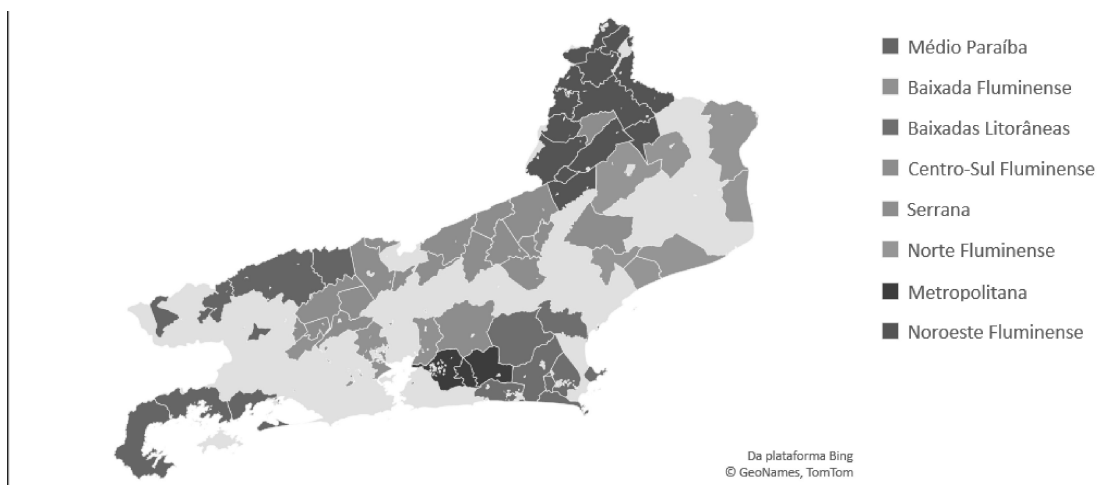 Médio Paraíba
Baixada Fluminense
Baixadas Litorâneas
Centro-Sul Fluminense
Serrana
Norte Fluminense
Metropolitana
Noroeste Fluminense
Da plataforma Bing
© GeoNames, TomTom